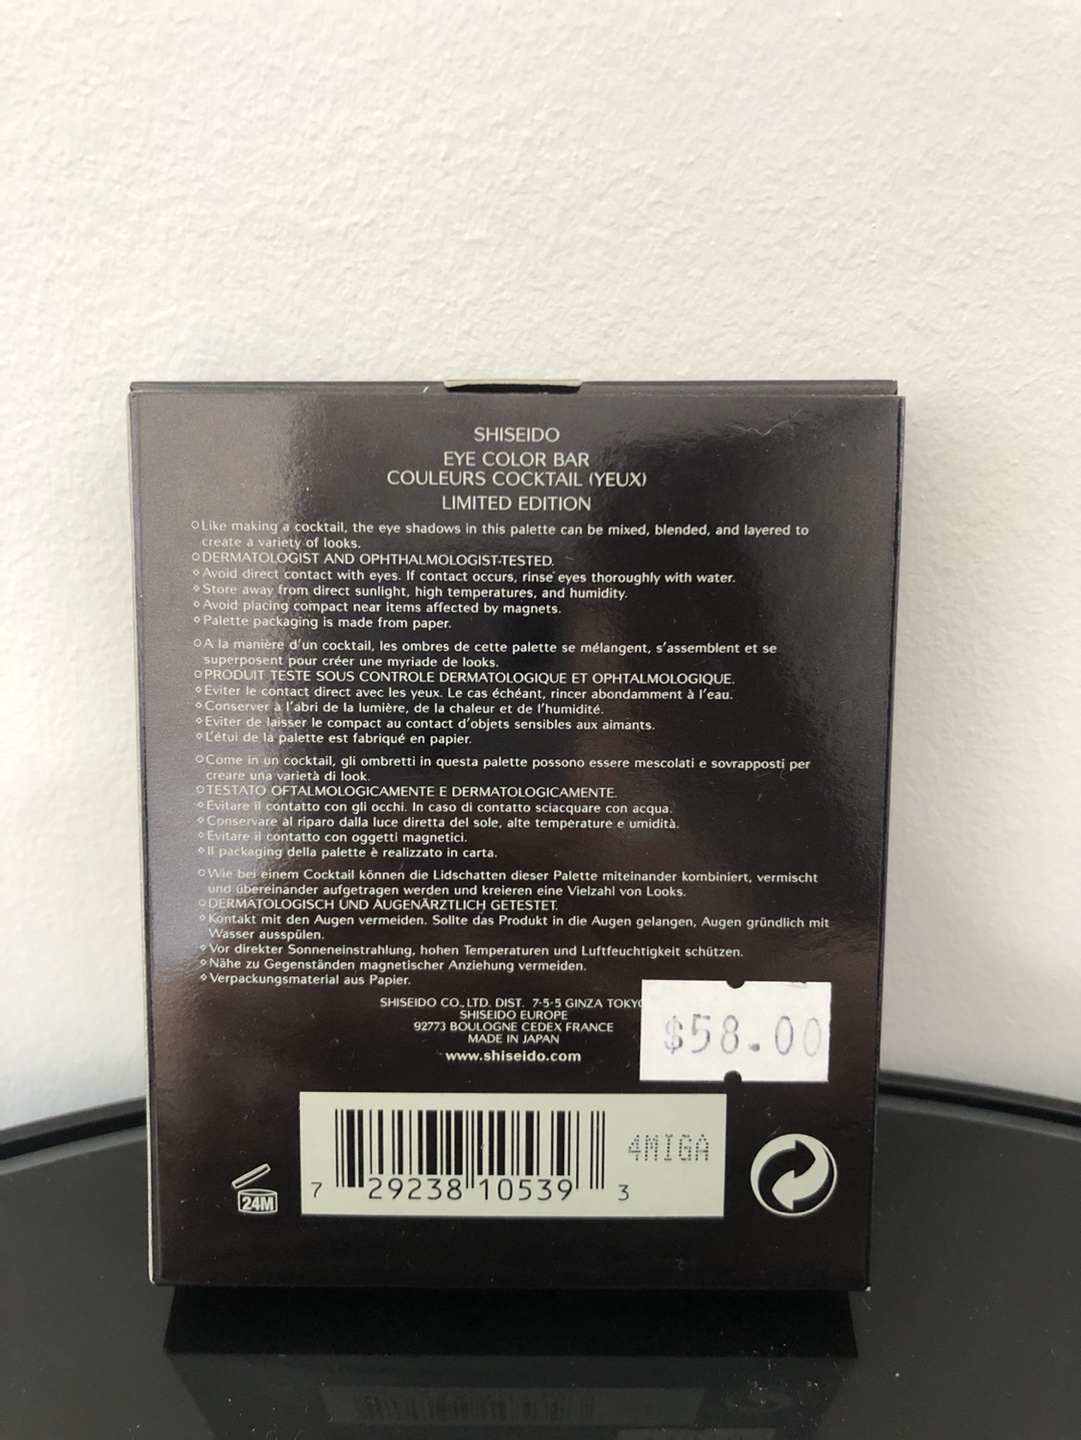 SHISEIDO
EYE COLOR BAR
COULEURS COCKTAIL (YEUX)
LIMITED EDITION
Like making a cocktail, the eye shadows in this palette can be mixed, blended, and layered to
create a variety of looks.
DERMATOLOGIST AND OPHTHALMOLOGIST-TESTED.
Avoid direct contact with eyes. If contact occurs, rinse eyes thoroughly with water.
Store away from direct sunlight, high temperatures, and humidity.
Avoid placing compact near items affected by magnets.
Palette packaging is made from paper.
A la manière d'un cocktail, les ombres de cette palette se mélangent, s'assemblent et se
superposent pour créer une myriade de looks.
PRODUIT TESTE SOUS CONTROLE DERMATOLOGIQUE ET OPHTALMOLOGIQUE.
Eviter le contact direct avec les yeux. Le cas échéant, rincer abondamment à l'eau.
Conserver à l'abri de la lumière, de la chaleur et de l'humidité.
Eviter de laisser le compact au contact d'objets sensibles aux aimants.
L'étui de la palette est fabriqué en papier.
Come in un cocktail, gli ombretti in questa palette possono essere mescolati e sovrapposti per
creare una varietà di look.
TESTATO OFTALMOLOGICAMENTE E DERMATOLOGICAMENTE.
Evitare il contatto con gli occhi. In caso di contatto sciacquare con acqua.
Conservare al riparo dalla luce diretta del sole, alte temperature e umidità.
Evitare il contatto con oggetti magnetici.
Il packaging della palette è realizzato in carta.
Wie bei einem Cocktail können die Lidschatten dieser Palette miteinander kombiniert, vermischt
und übereinander aufgetragen werden und kreieren eine Vielzahl von Looks.
DERMATOLOGISCH UND AUGENÄRZTLICH GETESTET.
Kontakt mit den Augen vermeiden. Sollte das Produkt in die Augen gelangen, Augen gründlich mit
Wasser ausspülen.
Vor direkter Sonneneinstrahlung, hohen Temperaturen und Luftfeuchtigkeit schützen.
Nähe zu Gegenständen magnetischer Anziehung vermeiden.
Verpackungsmaterial aus Papier.
SHISEIDO CO., LTD. DIST. 7-5-5 GINZA TOKYO
SHISEIDO EUROPE
92773 BOULOGNE CEDEX FRANCE
MADE IN JAPAN
www.shiseido.com
$58.00
4MIGA
7 29238 10539 3
24M